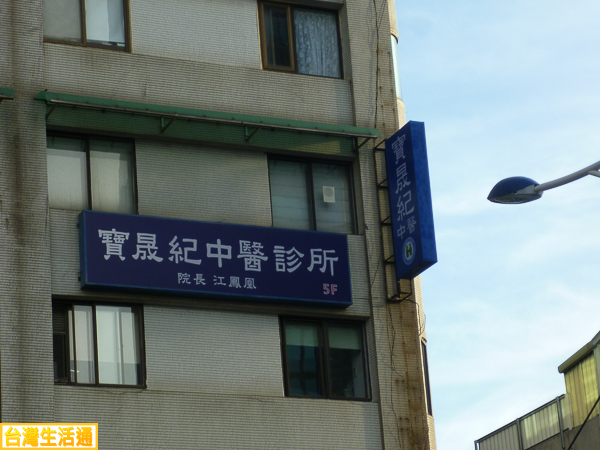 寶晟紀中醫診所
院長 江鳳凰
5F
寶晟紀中醫
H
台灣生活通